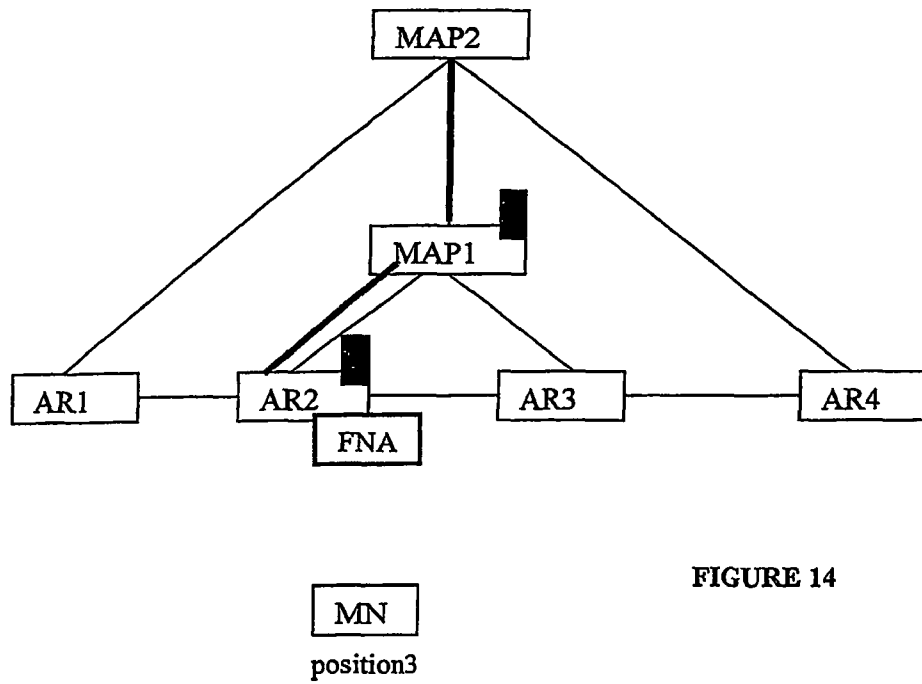 MAP2
MAP1
AR1
AR2
AR3
AR4
FNA
FIGURE 14
MN
position3